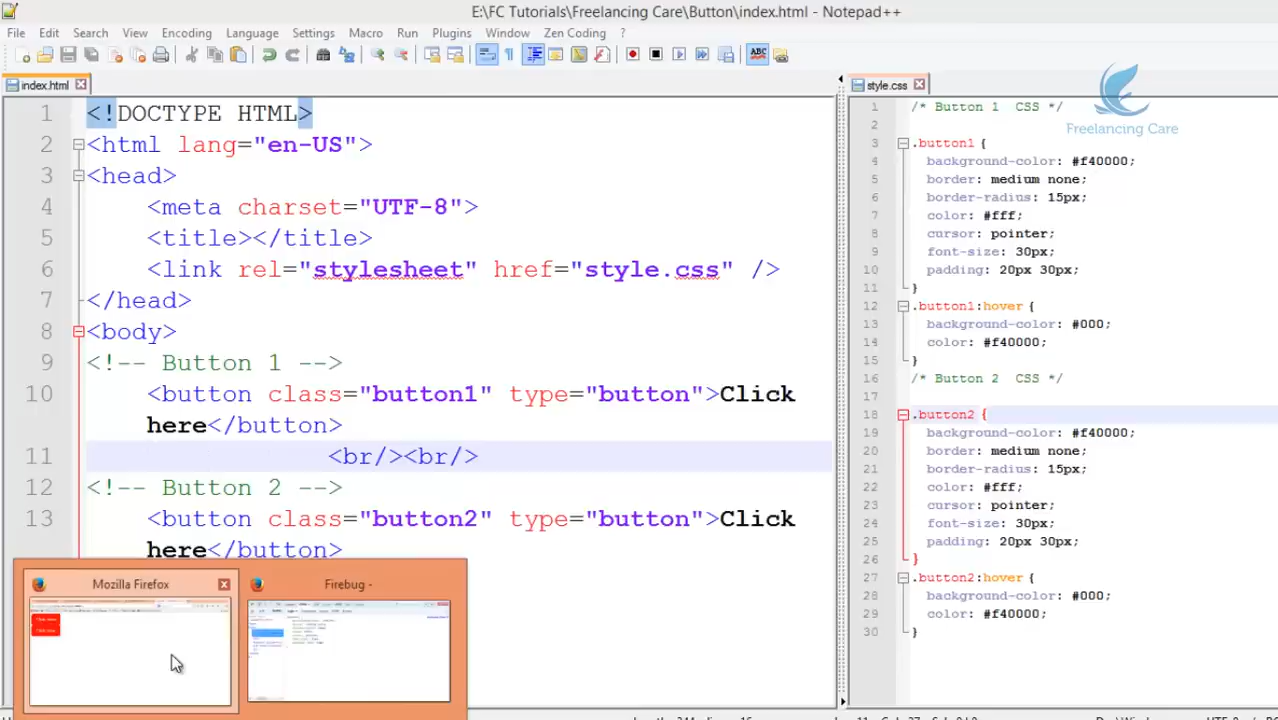 E:\FC Tutorials\Freelancing Care\Button\index.html - Notepad++
File Edit Search View Encoding Language Settings Macro Run Plugins Window Zen Coding ?
index.html
1 <!DOCTYPE HTML>
2 <html lang="en-US">
3 <head>
4 <meta charset="UTF-8">
5 <title></title>
6 <link rel="stylesheet" href="style.css" />
7 </head>
8 <body>
9 <!-- Button 1 -->
10 <button class="button1" type="button">Click
here</button>
11 <br/><br/>
12 <!-- Button 2 -->
13 <button class="button2" type="button">Click
here</button>
Mozilla Firefox
Firebug -
style.css
Freelancing Care
1 /* Button 1 CSS */
2
3 .button1 {
4 background-color: #f40000;
5 border: medium none;
6 border-radius: 15px;
7 color: #fff;
8 cursor: pointer;
9 font-size: 30px;
10 padding: 20px 30px;
11 }
12 .button1:hover {
13 background-color: #000;
14 color: #f40000;
15 }
16 /* Button 2 CSS */
17
18 .button2 {
19 background-color: #f40000;
20 border: medium none;
21 border-radius: 15px;
22 color: #fff;
23 cursor: pointer;
24 font-size: 30px;
25 padding: 20px 30px;
26 }
27 .button2:hover {
28 background-color: #000;
29 color: #f40000;
30 }